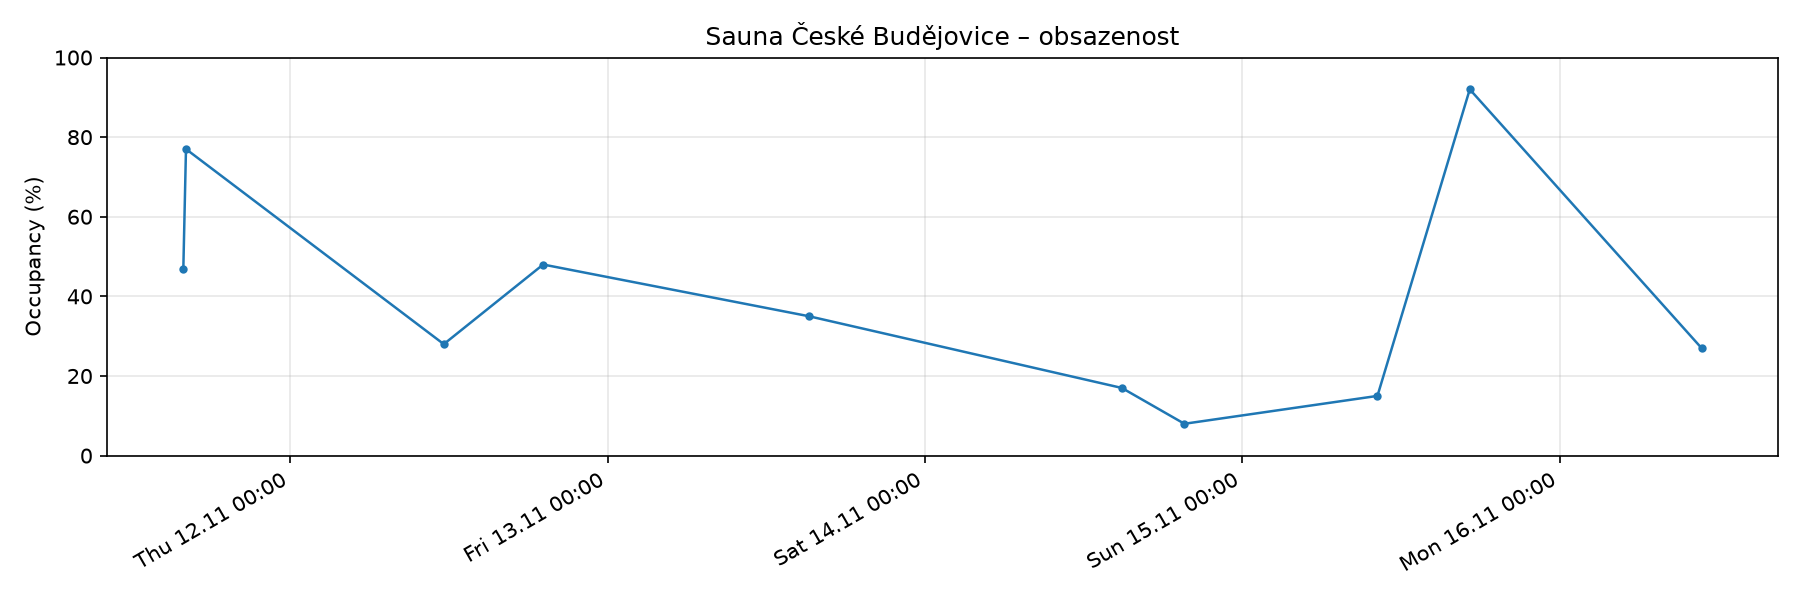 Sauna České Budějovice – obsazenost
Occupancy (%)
100
80
60
40
20
0
Thu 12.11 00:00
Fri 13.11 00:00
Sat 14.11 00:00
Sun 15.11 00:00
Mon 16.11 00:00